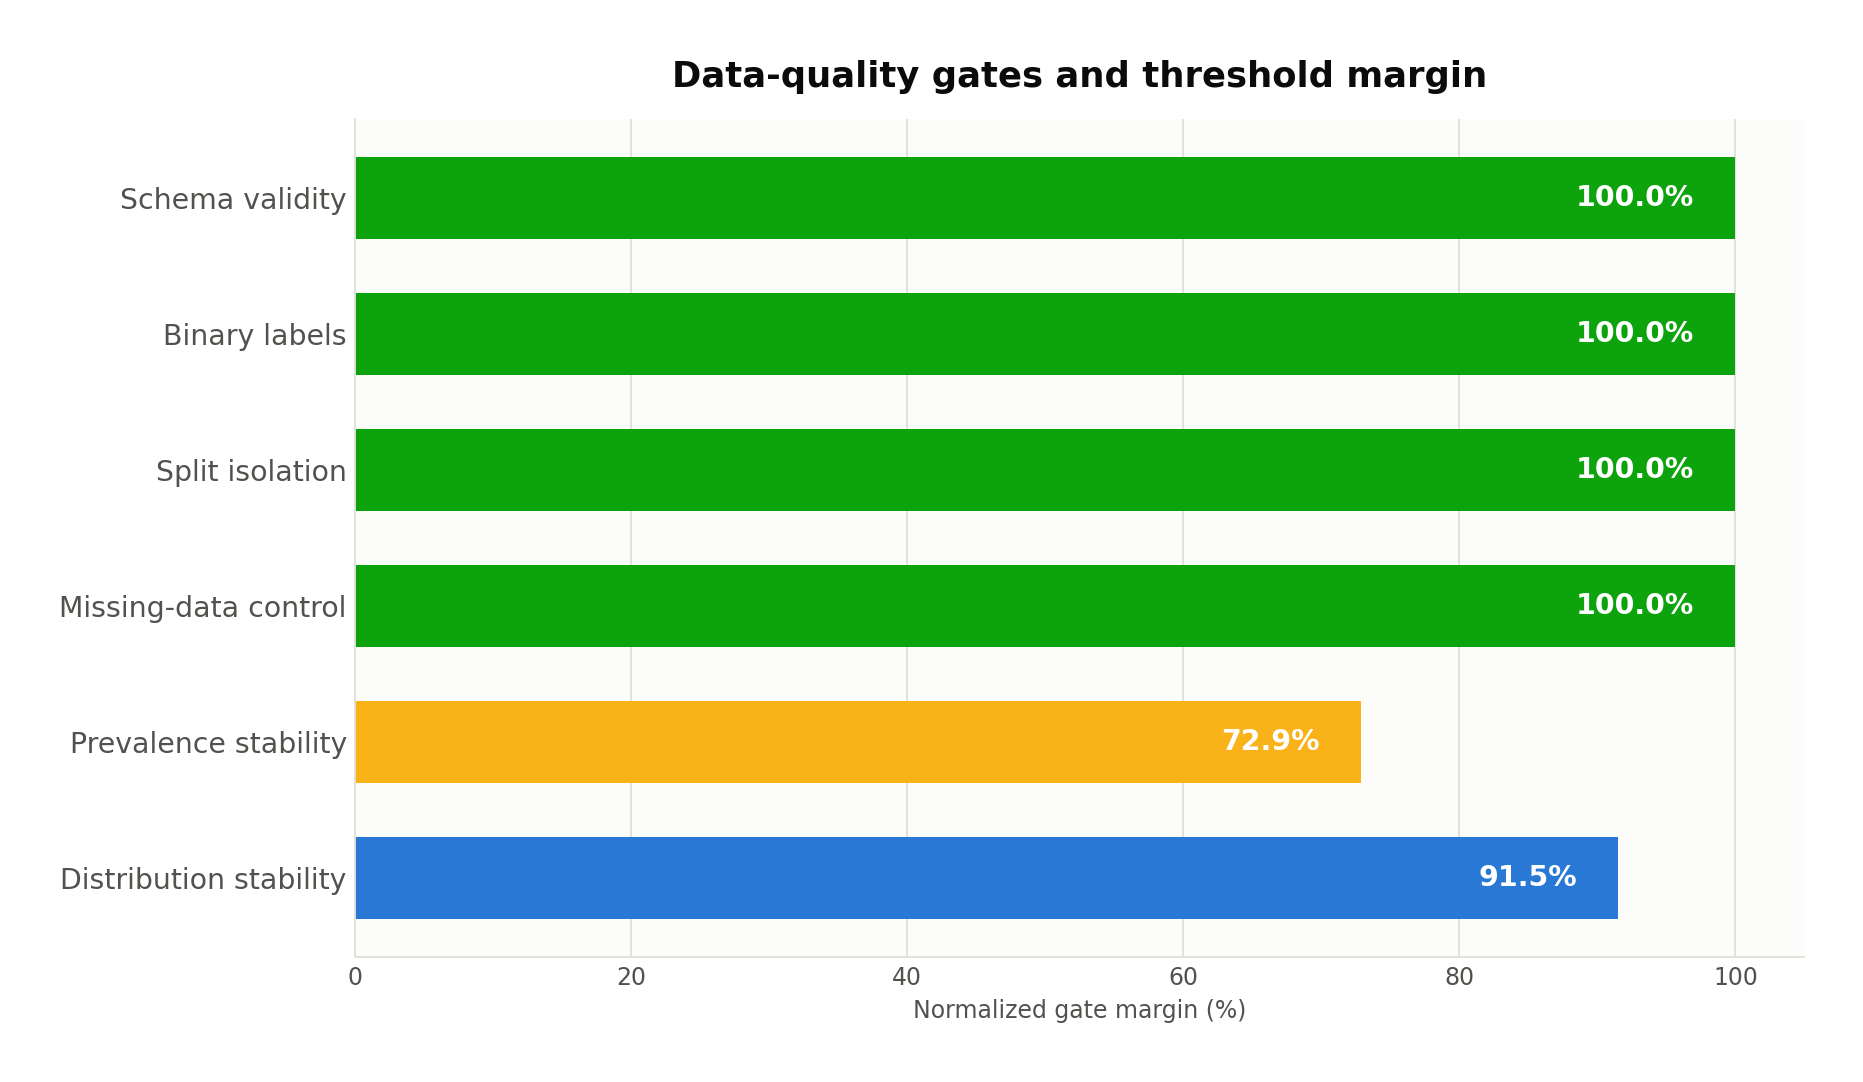 Data-quality gates and threshold margin
Schema validity
100.0%
Binary labels
100.0%
Split isolation
100.0%
Missing-data control
100.0%
Prevalence stability
72.9%
Distribution stability
91.5%
0 20 40 60 80 100
Normalized gate margin (%)